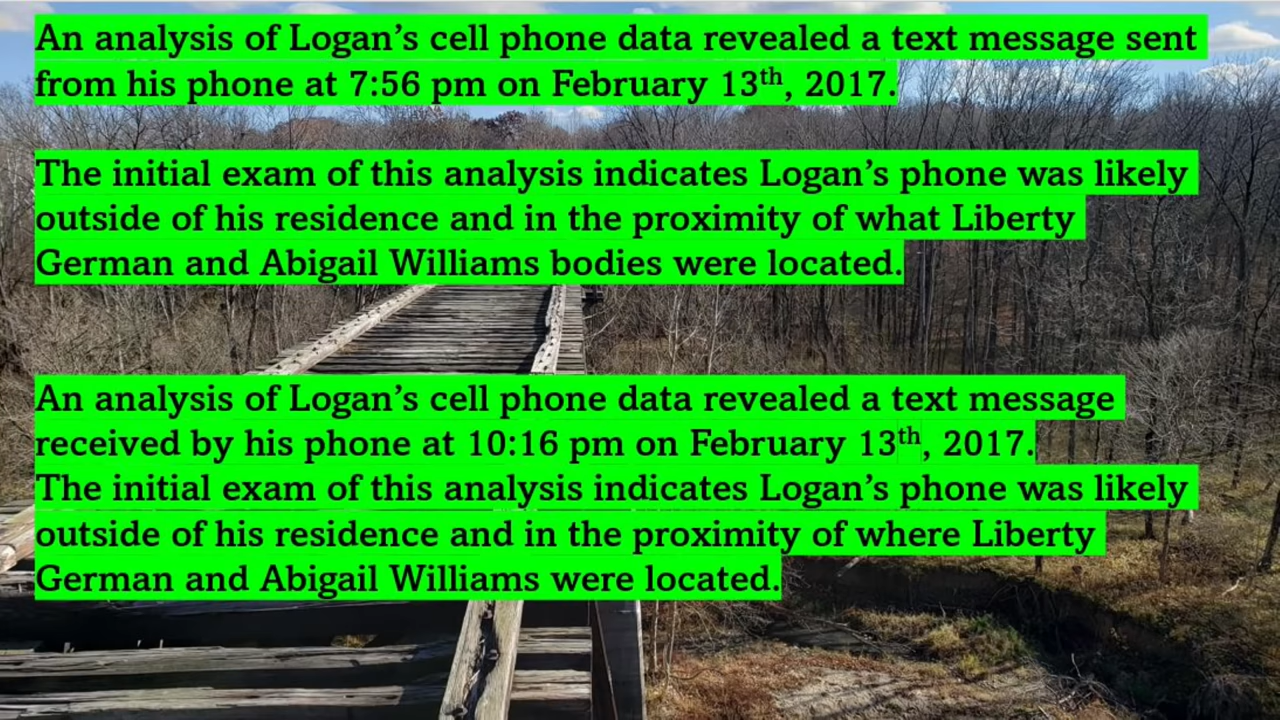 An analysis of Logan’s cell phone data revealed a text message sent
from his phone at 7:56 pm on February 13th, 2017.
The initial exam of this analysis indicates Logan’s phone was likely
outside of his residence and in the proximity of what Liberty
German and Abigail Williams bodies were located.
An analysis of Logan’s cell phone data revealed a text message
received by his phone at 10:16 pm on February 13th, 2017.
The initial exam of this analysis indicates Logan’s phone was likely
outside of his residence and in the proximity of where Liberty
German and Abigail Williams were located.